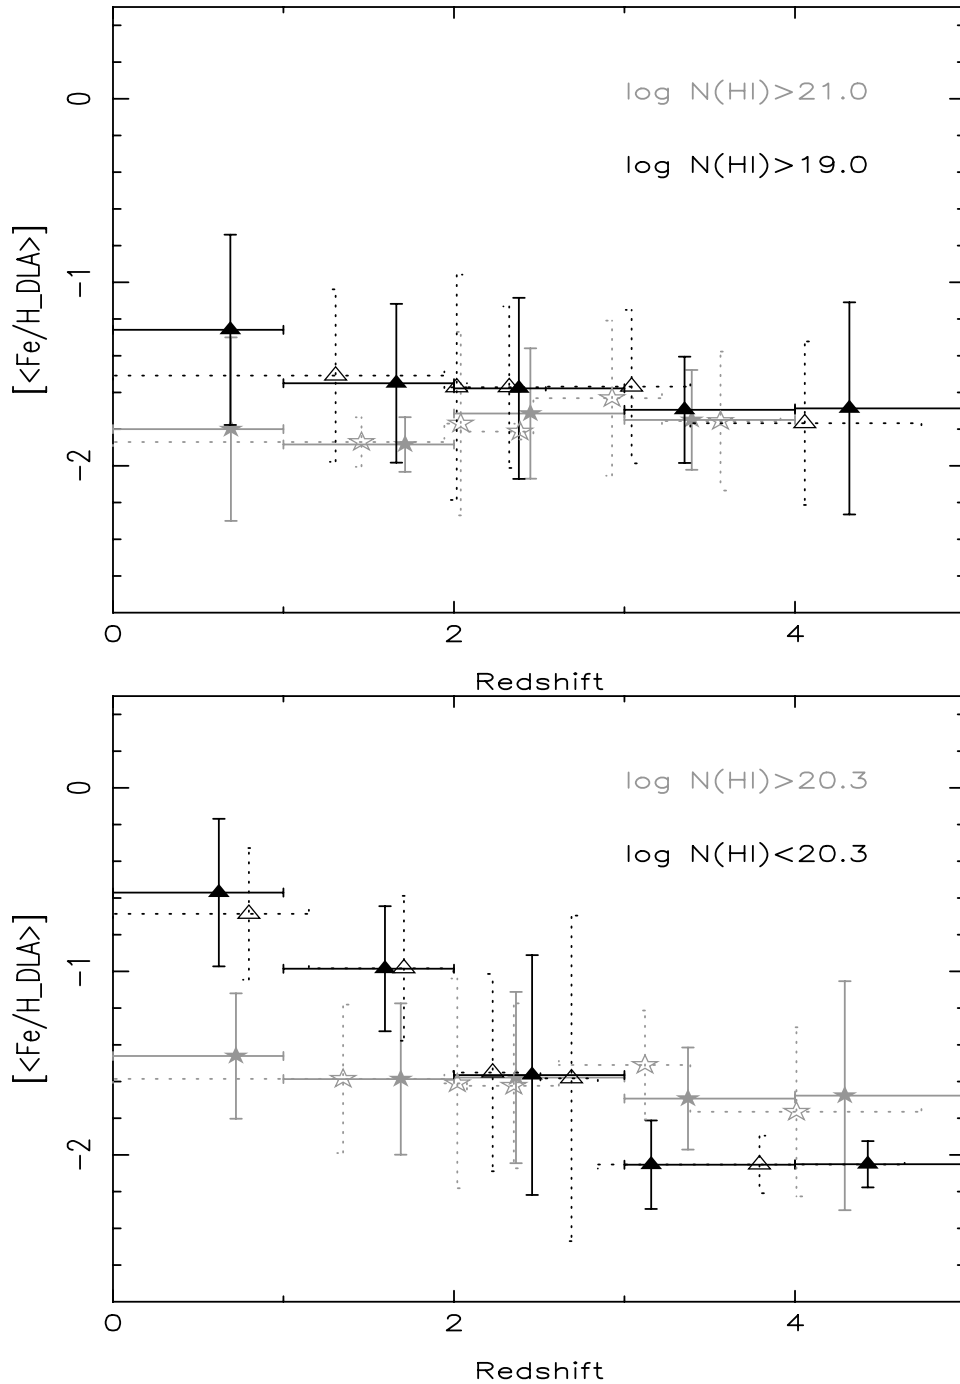 log N(HI)>21.0
log N(HI)>19.0
[<Fe/H_DLA>]
0
−1
−2
0 2 4
Redshift
log N(HI)>20.3
log N(HI)<20.3
[<Fe/H_DLA>]
0
−1
−2
0 2 4
Redshift